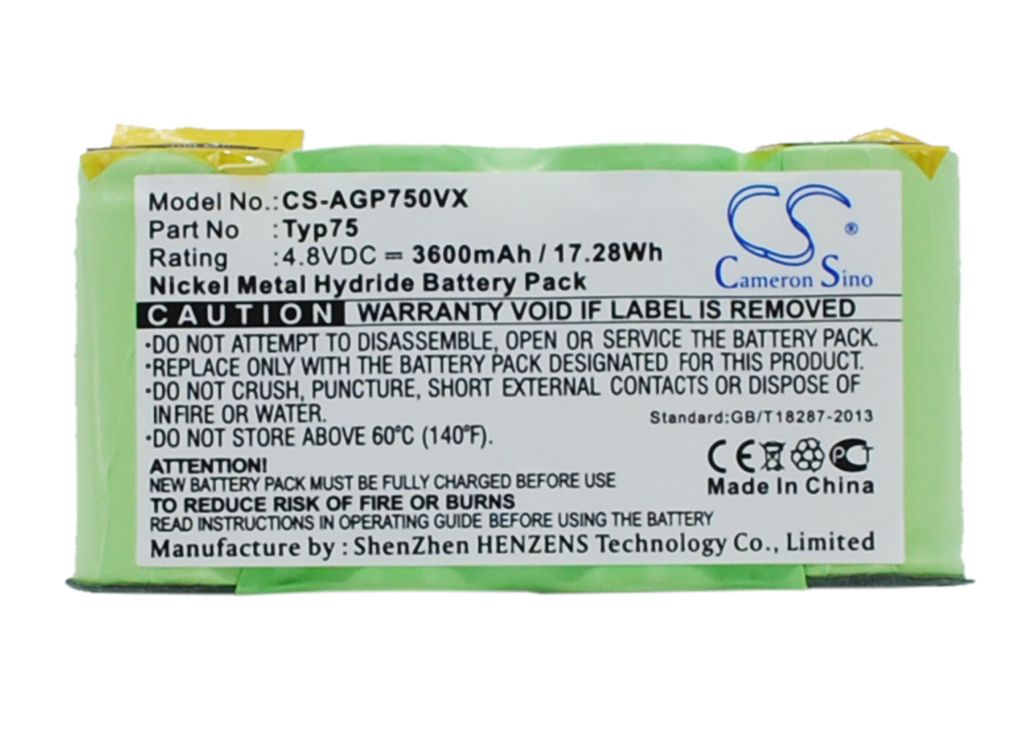 Model No.: CS-AGP750VX
Part No : Typ75
Rating : 4.8VDC = 3600mAh / 17.28Wh
Nickel Metal Hydride Battery Pack
CS ®
Cameron Sino
CAUTION WARRANTY VOID IF LABEL IS REMOVED
·DO NOT ATTEMPT TO DISASSEMBLE, OPEN OR SERVICE THE BATTERY PACK.
·REPLACE ONLY WITH THE BATTERY PACK DESIGNATED FOR THIS PRODUCT.
·DO NOT CRUSH, PUNCTURE, SHORT EXTERNAL CONTACTS OR DISPOSE OF
IN FIRE OR WATER.
Standard:GB/T18287-2013
·DO NOT STORE ABOVE 60°C (140°F).
CE PCT
Made In China
ATTENTION!
NEW BATTERY PACK MUST BE FULLY CHARGED BEFORE USE
TO REDUCE RISK OF FIRE OR BURNS
READ INSTRUCTIONS IN OPERATING GUIDE BEFORE USING THE BATTERY
Manufacture by : ShenZhen HENZENS Technology Co., Limited